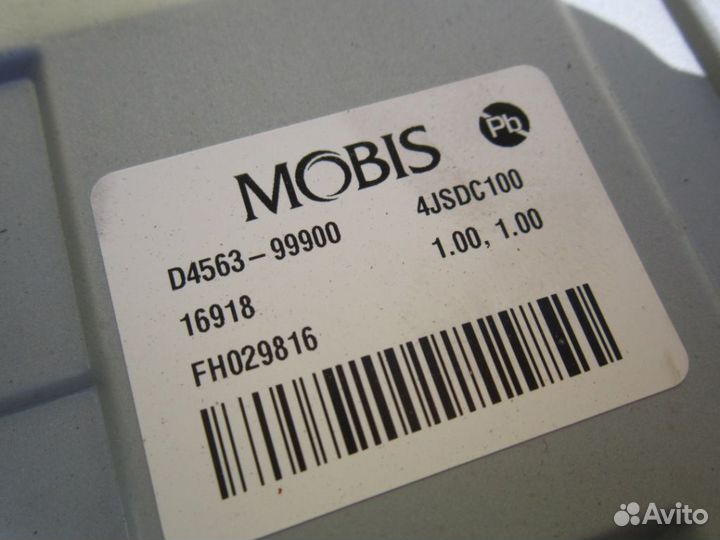 MOBIS Pb
D4563-99900 4JSDC100
16918 1.00, 1.00
FH029816
Avito